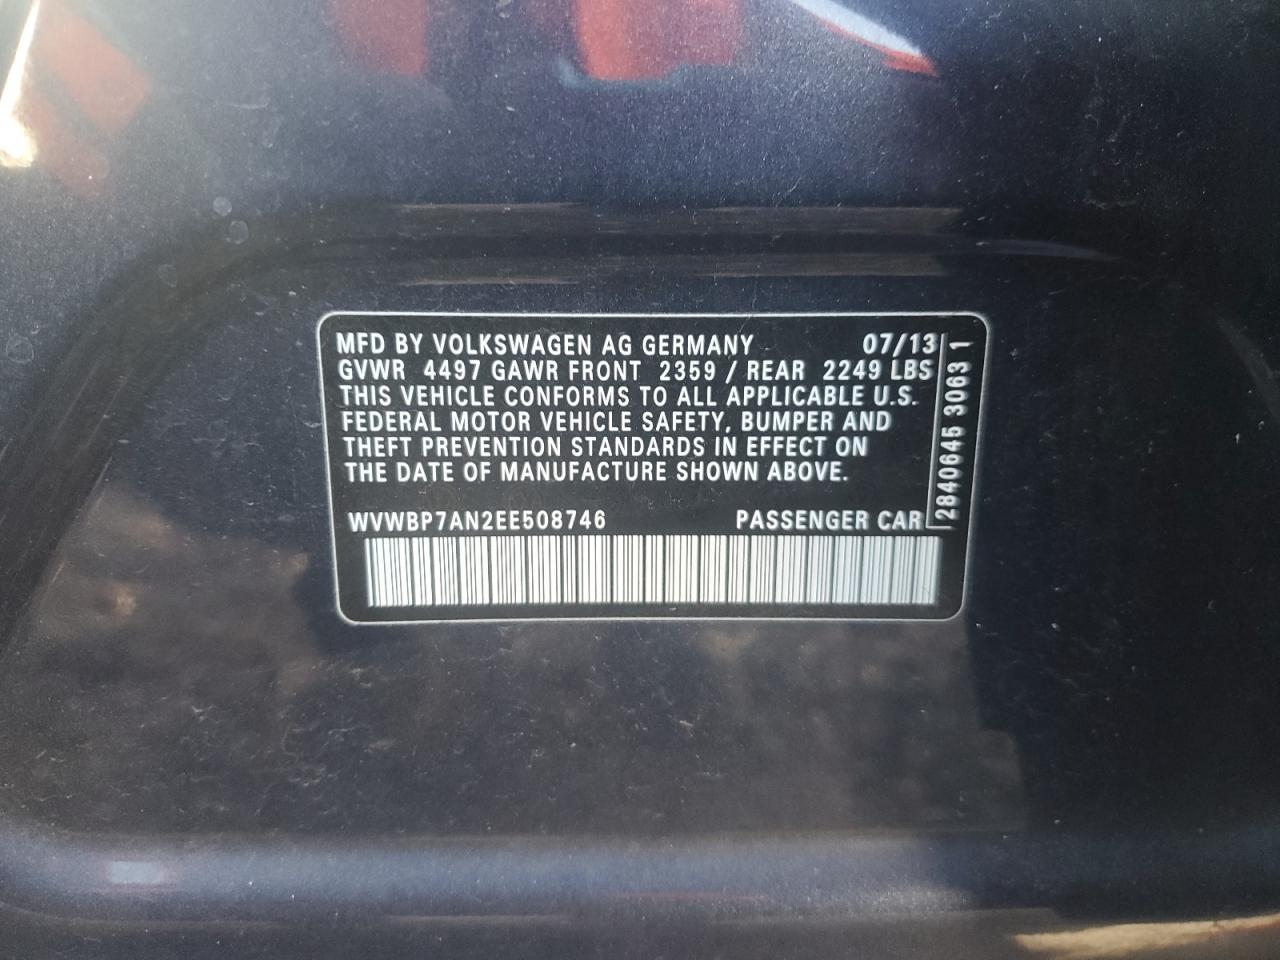 MFD BY VOLKSWAGEN AG GERMANY 07/13
GVWR 4497 GAWR FRONT 2359 / REAR 2249 LBS
THIS VEHICLE CONFORMS TO ALL APPLICABLE U.S.
FEDERAL MOTOR VEHICLE SAFETY, BUMPER AND
THEFT PREVENTION STANDARDS IN EFFECT ON
THE DATE OF MANUFACTURE SHOWN ABOVE.
WVWBP7AN2EE508746 PASSENGER CAR
2840645 3063 1